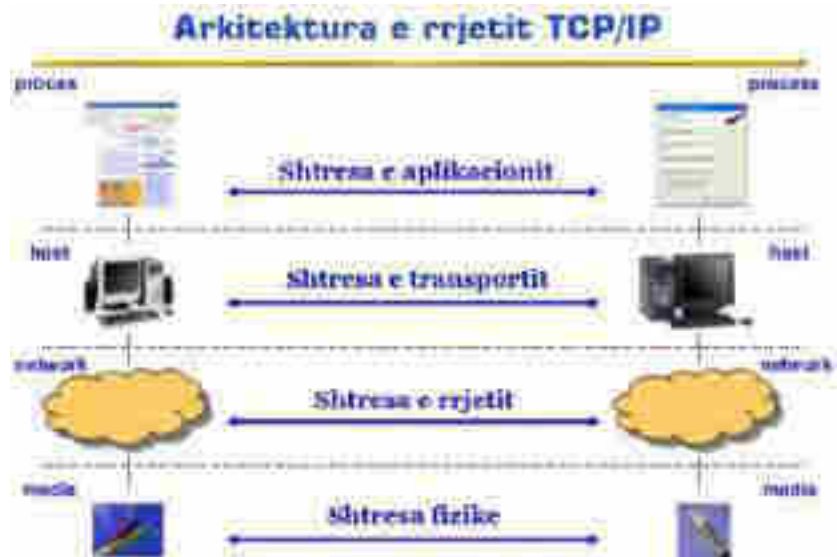 Arkitektura e rrjetit TCP/IP
process process
Shtresa e aplikacionit
host host
Shtresa e transportit
network network
Shtresa e rrjetit
media media
Shtresa fizike